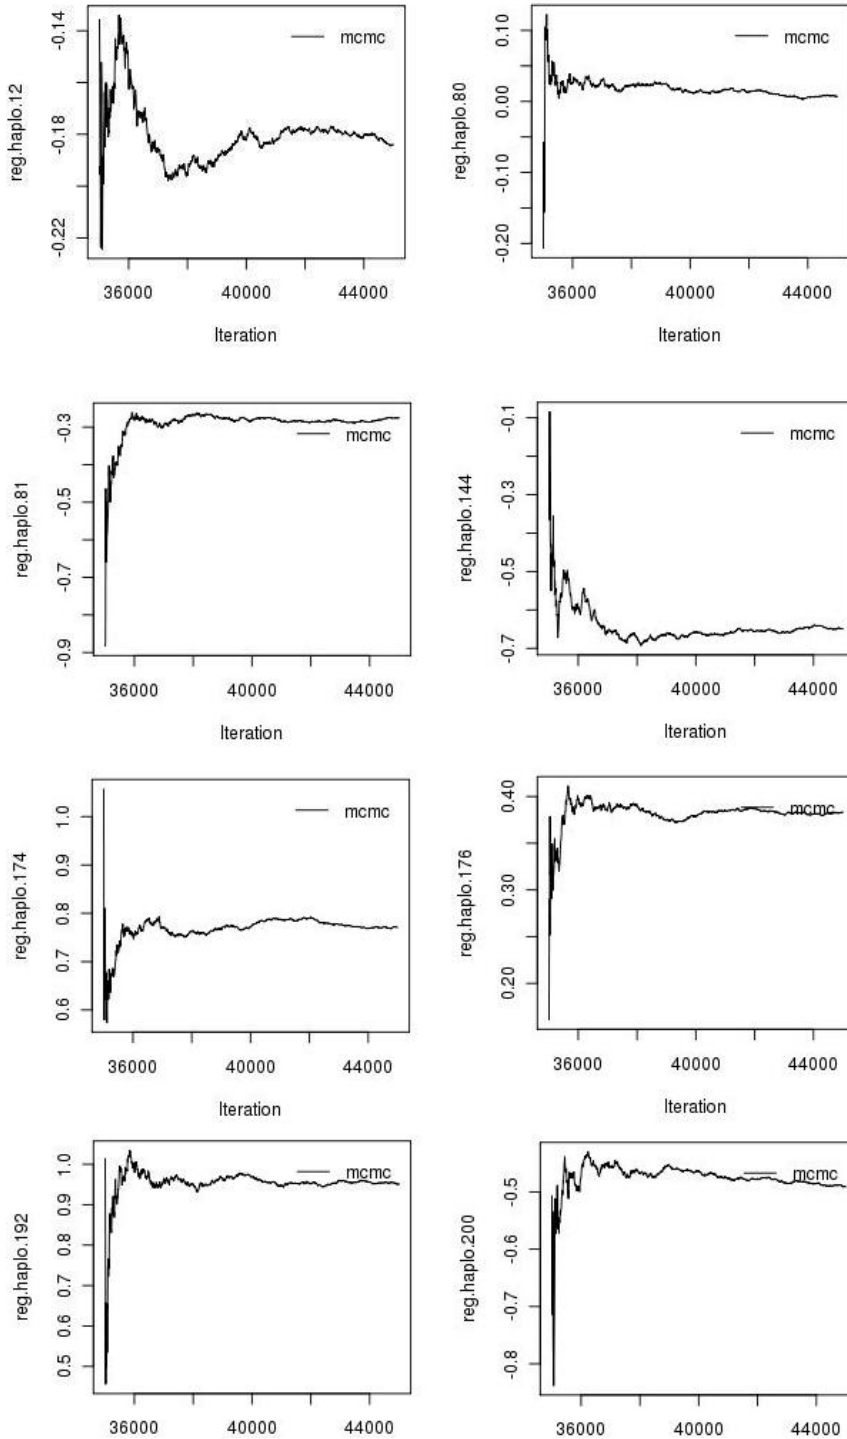 reg.haplo.12
-0.14
-0.18
-0.22
mcmc
36000 40000 44000
Iteration
reg.haplo.80
0.10
0.00
-0.10
-0.20
mcmc
36000 40000 44000
Iteration
reg.haplo.81
-0.3
-0.5
-0.7
-0.9
mcmc
36000 40000 44000
Iteration
reg.haplo.144
-0.1
-0.3
-0.5
-0.7
mcmc
36000 40000 44000
Iteration
reg.haplo.174
1.0
0.9
0.8
0.7
0.6
mcmc
36000 40000 44000
Iteration
reg.haplo.176
0.40
0.30
0.20
mcmc
36000 40000 44000
Iteration
reg.haplo.192
1.0
0.9
0.8
0.7
0.6
0.5
mcmc
36000 40000 44000
reg.haplo.200
-0.5
-0.6
-0.7
-0.8
mcmc
36000 40000 44000